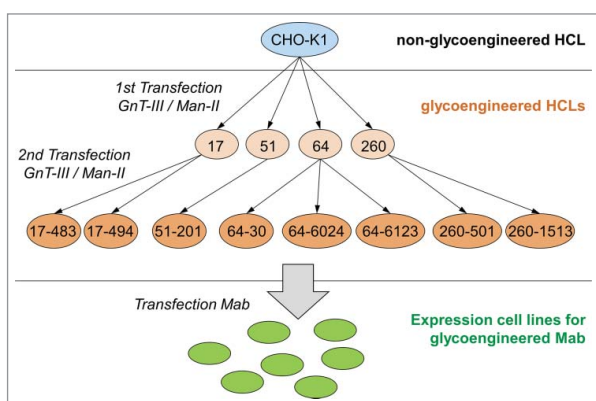 CHO-K1
non-glycoengineered HCL
1st Transfection
GnT-III / Man-II
glycoengineered HCLs
17
51
64
260
2nd Transfection
GnT-III / Man-II
17-483
17-494
51-201
64-30
64-6024
64-6123
260-501
260-1513
Transfection Mab
Expression cell lines for
glycoengineered Mab